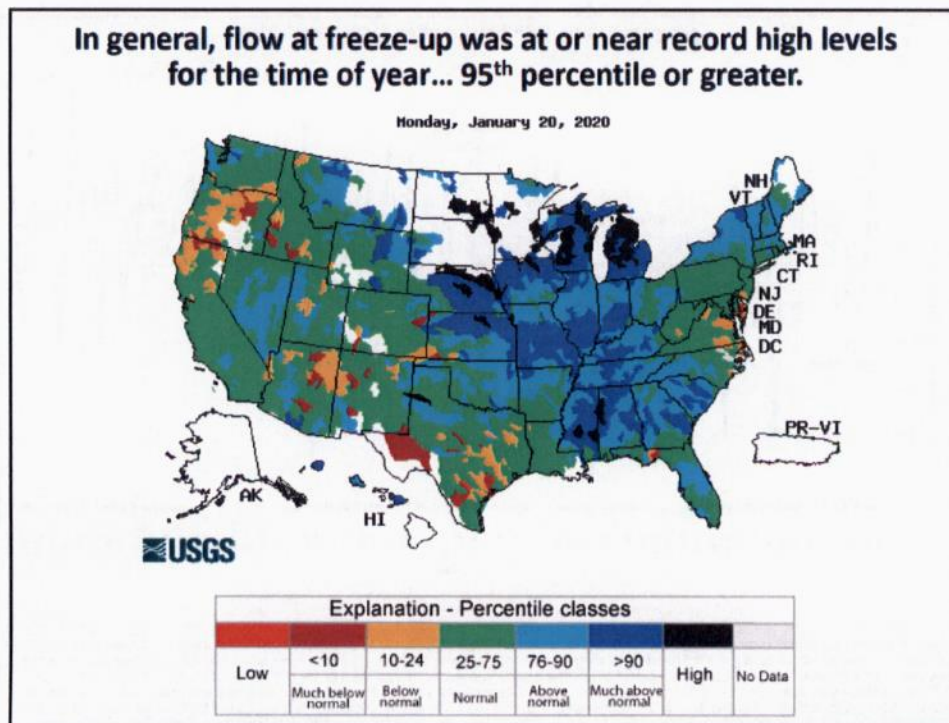 In general, flow at freeze-up was at or near record high levels
for the time of year... 95th percentile or greater.
Monday, January 20, 2020
NH
VT
MA
RI
CT
NJ
DE
MD
DC
PR-VI
AK
HI
USGS
Explanation - Percentile classes
Low
<10
10-24
25-75
76-90
>90
High
No Data
Much below
normal
Below
normal
Normal
Above
normal
Much above
normal